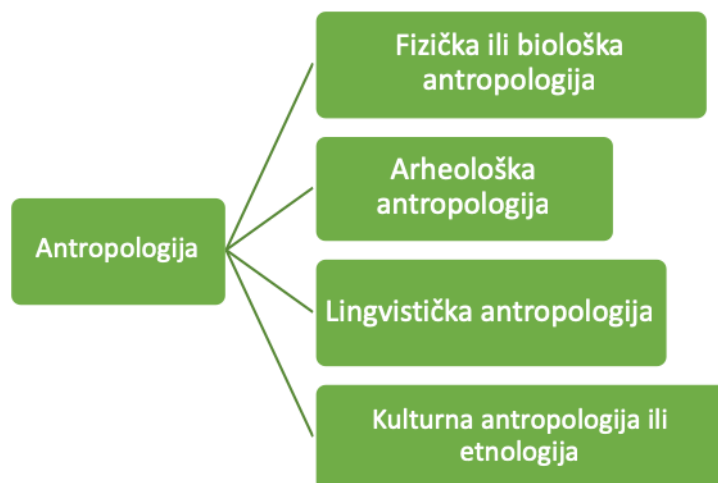 Fizička ili biološka
antropologija
Arheološka
antropologija
Antropologija
Lingvistička antropologija
Kulturna antropologija ili
etnologija